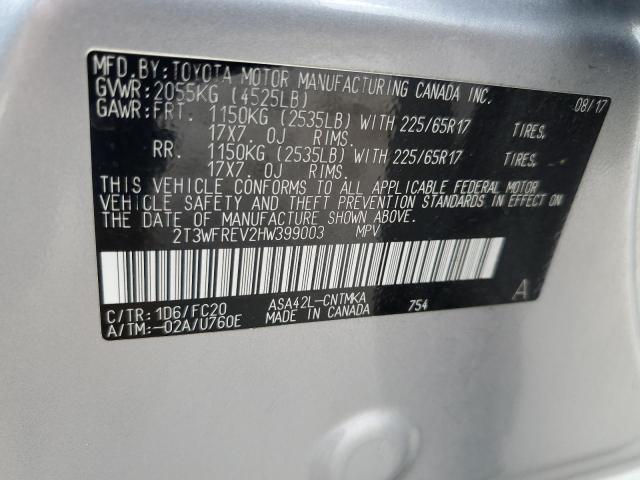 MFD.BY:TOYOTA MOTOR MANUFACTURING CANADA INC.
GVWR:2055KG (4525LB) 08/17
GAWR:FRT. 1150KG (2535LB) WITH 225/65R17 TIRES,
17X7.0J RIMS.
RR. 1150KG (2535LB) WITH 225/65R17 TIRES,
17X7.0J RIMS.
THIS VEHICLE CONFORMS TO ALL APPLICABLE FEDERAL MOTOR
VEHICLE SAFETY AND THEFT PREVENTION STANDARDS IN EFFECT
ON THE DATE OF MANUFACTURE SHOWN ABOVE.
2T3WFREV2HW399003 MPV
C/TR:1D6/FC20 ASA42L-CNTMKA 754 A
A/TM:-02A/U760E MADE IN CANADA